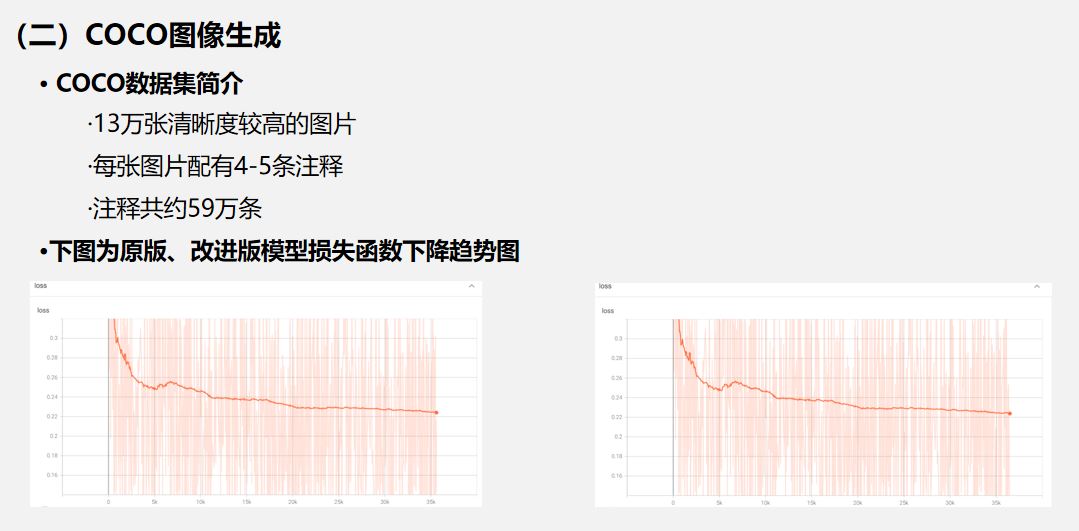 （二）COCO图像生成
• COCO数据集简介
·13万张清晰度较高的图片
·每张图片配有4-5条注释
·注释共约59万条
•下图为原版、改进版模型损失函数下降趋势图
loss
loss
0.3
0.28
0.26
0.24
0.22
0.2
0.18
0.16
0 5k 10k 15k 20k 25k 30k 35k
loss
loss
0.3
0.28
0.26
0.24
0.22
0.2
0.18
0.16
0 5k 10k 15k 20k 25k 30k 35k